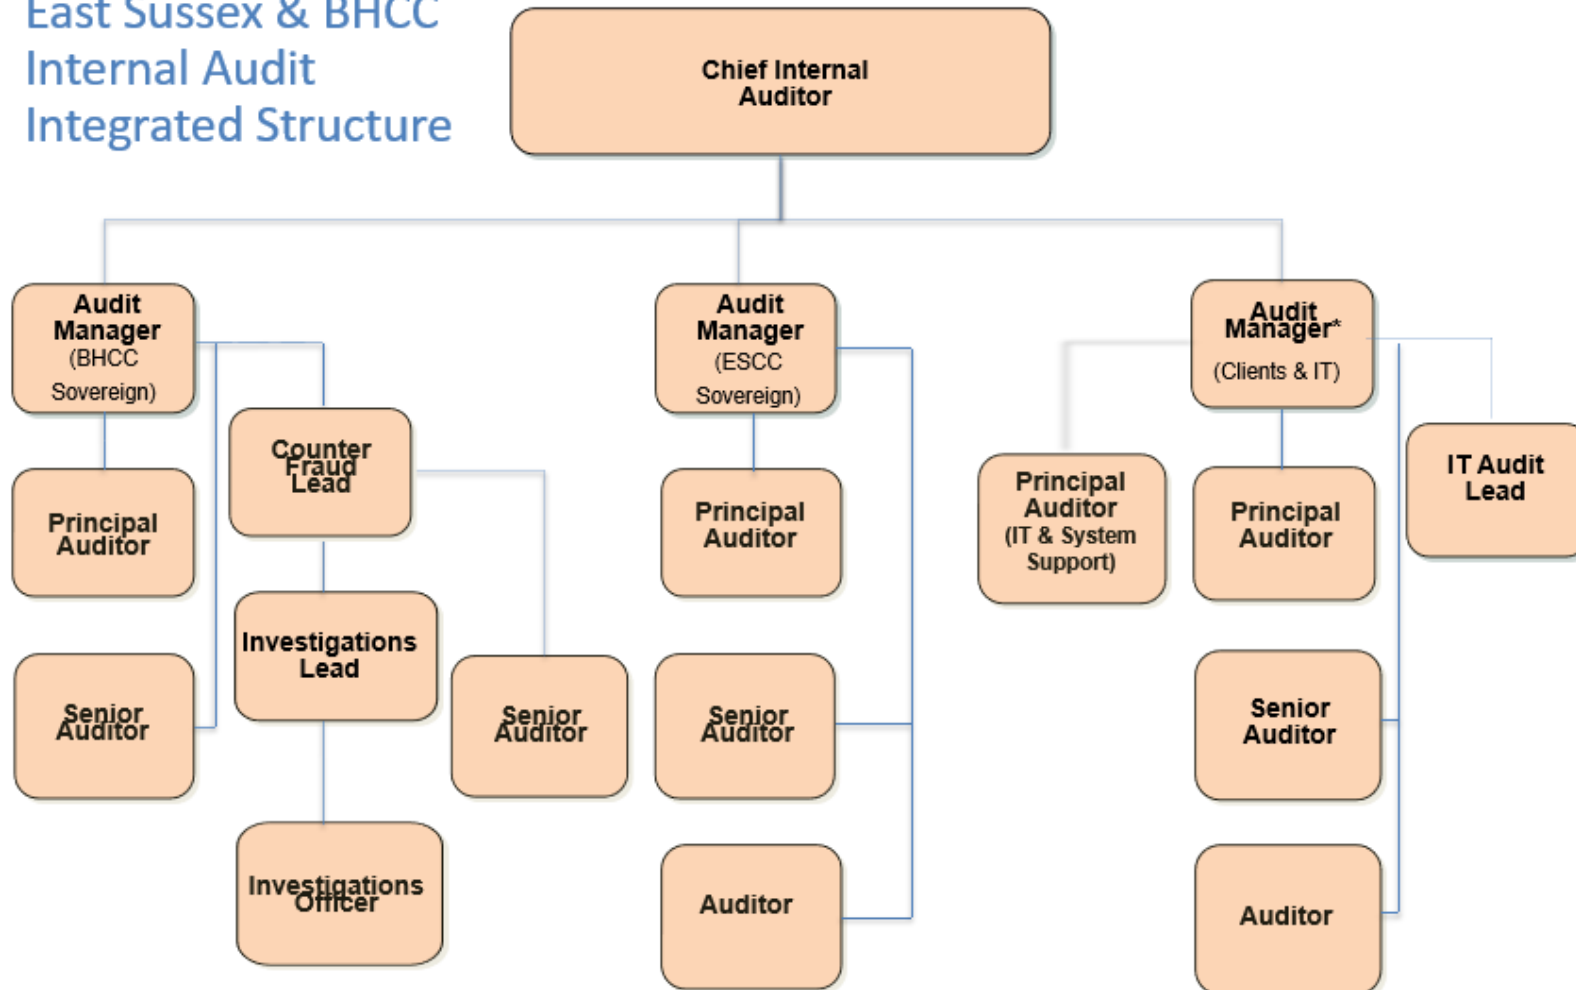 East Sussex & BHCC
Internal Audit
Integrated Structure
Chief Internal
Auditor
Audit
Manager
(BHCC
Sovereign)
Audit
Manager
(ESCC
Sovereign)
Audit
Manager*
(Clients & IT)
Counter
Fraud
Lead
Principal
Auditor
Principal
Auditor
Principal
Auditor
(IT & System
Support)
Principal
Auditor
IT Audit
Lead
Investigations
Lead
Senior
Auditor
Senior
Auditor
Senior
Auditor
Senior
Auditor
Investigations
Officer
Auditor
Auditor